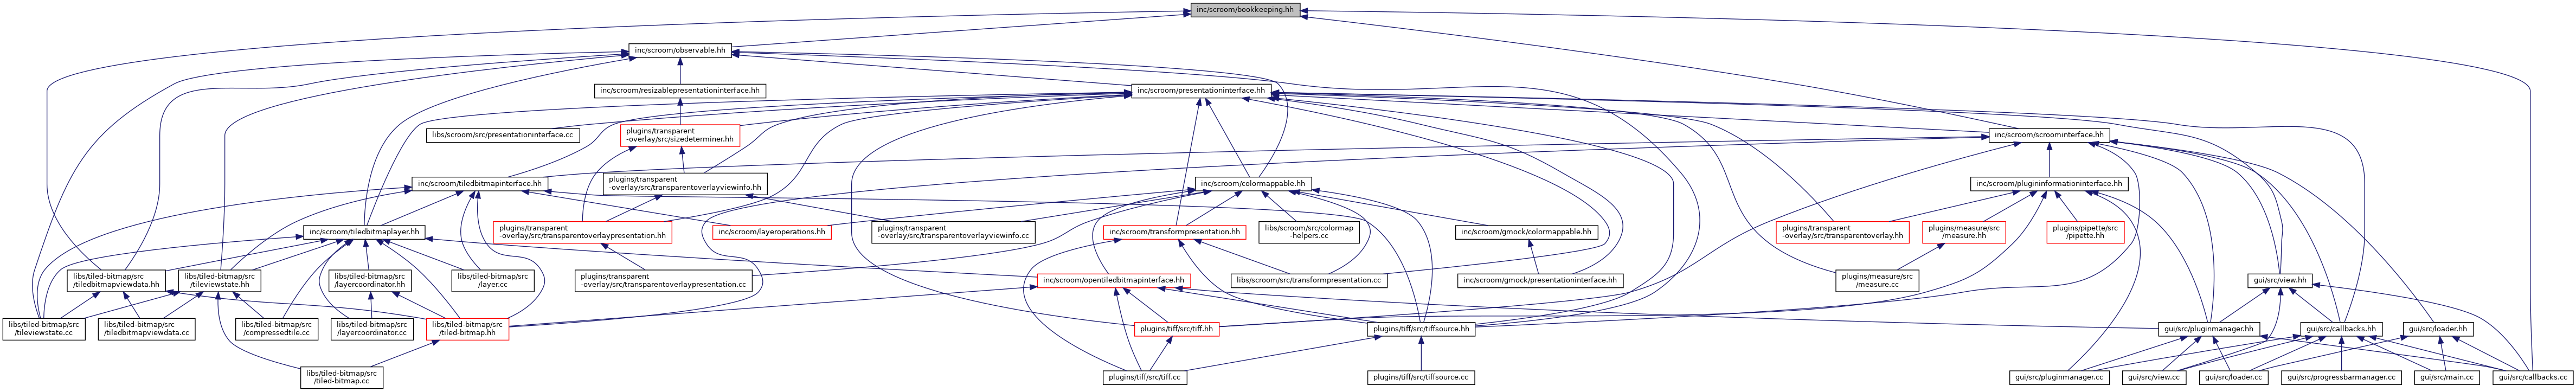 inc/scroom/bookkeeping.hh
inc/scroom/observable.hh
inc/scroom/resizablepresentationinterface.hh
inc/scroom/presentationinterface.hh
libs/scroom/src/presentationinterface.cc
plugins/transparent
-overlay/src/sizedeterminer.hh
inc/scroom/scroominterface.hh
inc/scroom/tiledbitmapinterface.hh
plugins/transparent
-overlay/src/transparentoverlayviewinfo.hh
inc/scroom/colormappable.hh
inc/scroom/plugininformationinterface.hh
inc/scroom/tiledbitmaplayer.hh
plugins/transparent
-overlay/src/transparentoverlaypresentation.hh
inc/scroom/layeroperations.hh
plugins/transparent
-overlay/src/transparentoverlayviewinfo.cc
inc/scroom/transformpresentation.hh
libs/scroom/src/colormap
-helpers.cc
inc/scroom/gmock/colormappable.hh
plugins/transparent
-overlay/src/transparentoverlay.hh
plugins/measure/src
/measure.hh
plugins/pipette/src
/pipette.hh
libs/tiled-bitmap/src
/tiledbitmapviewdata.hh
libs/tiled-bitmap/src
/tileviewstate.hh
libs/tiled-bitmap/src
/layercoordinator.hh
libs/tiled-bitmap/src
/layer.cc
plugins/transparent
-overlay/src/transparentoverlaypresentation.cc
inc/scroom/opentiledbitmapinterface.hh
libs/scroom/src/transformpresentation.cc
inc/scroom/gmock/presentationinterface.hh
plugins/measure/src
/measure.cc
gui/src/view.hh
libs/tiled-bitmap/src
/tileviewstate.cc
libs/tiled-bitmap/src
/tiledbitmapviewdata.cc
libs/tiled-bitmap/src
/compressedtile.cc
libs/tiled-bitmap/src
/layercoordinator.cc
libs/tiled-bitmap/src
/tiled-bitmap.hh
plugins/tiff/src/tiff.hh
plugins/tiff/src/tiffsource.hh
gui/src/pluginmanager.hh
gui/src/callbacks.hh
gui/src/loader.hh
libs/tiled-bitmap/src
/tiled-bitmap.cc
plugins/tiff/src/tiff.cc
plugins/tiff/src/tiffsource.cc
gui/src/pluginmanager.cc
gui/src/view.cc
gui/src/loader.cc
gui/src/progressbarmanager.cc
gui/src/main.cc
gui/src/callbacks.cc